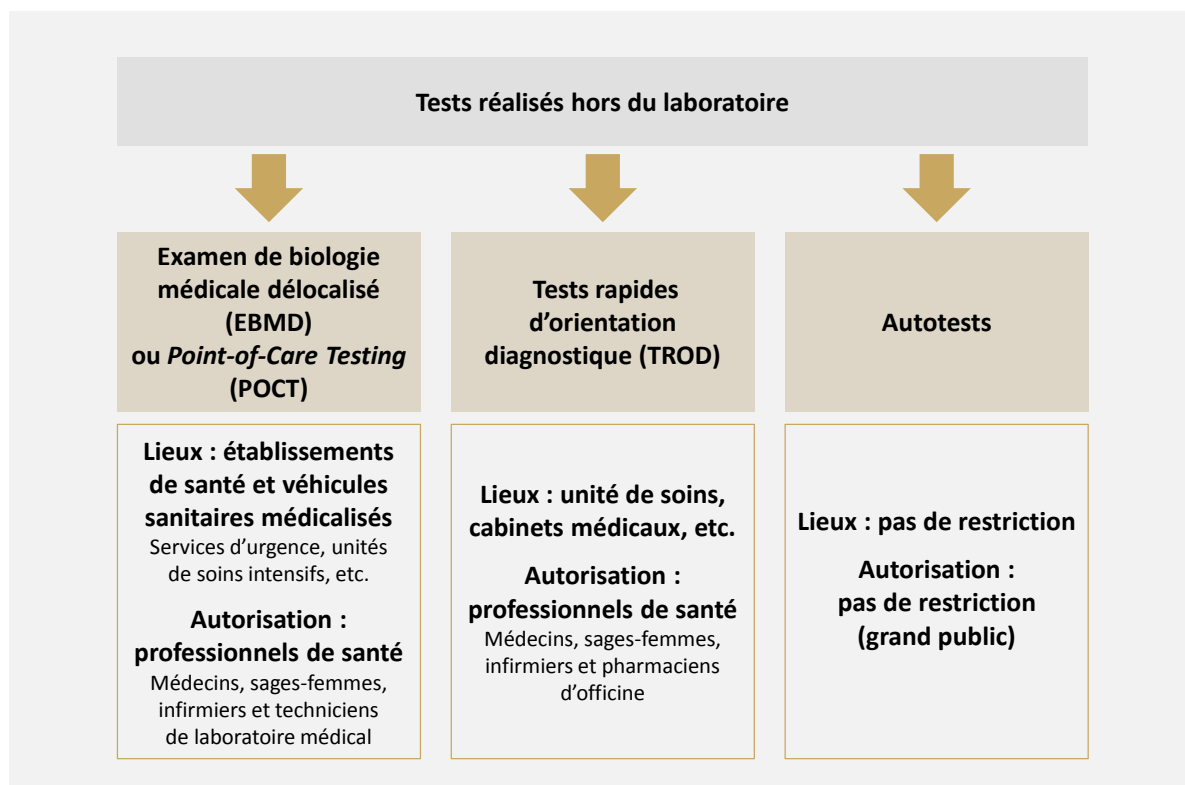 Tests réalisés hors du laboratoire
Examen de biologie
médicale délocalisé
(EBMD)
ou Point-of-Care Testing
(POCT)
Lieux : établissements
de santé et véhicules
sanitaires médicalisés
Services d’urgence, unités
de soins intensifs, etc.
Autorisation :
professionnels de santé
Médecins, sages-femmes,
infirmiers et techniciens
de laboratoire médical
Tests rapides
d’orientation
diagnostique (TROD)
Lieux : unité de soins,
cabinets médicaux, etc.
Autorisation :
professionnels de santé
Médecins, sages-femmes,
infirmiers et pharmaciens
d’officine
Autotests
Lieux : pas de restriction
Autorisation :
pas de restriction
(grand public)